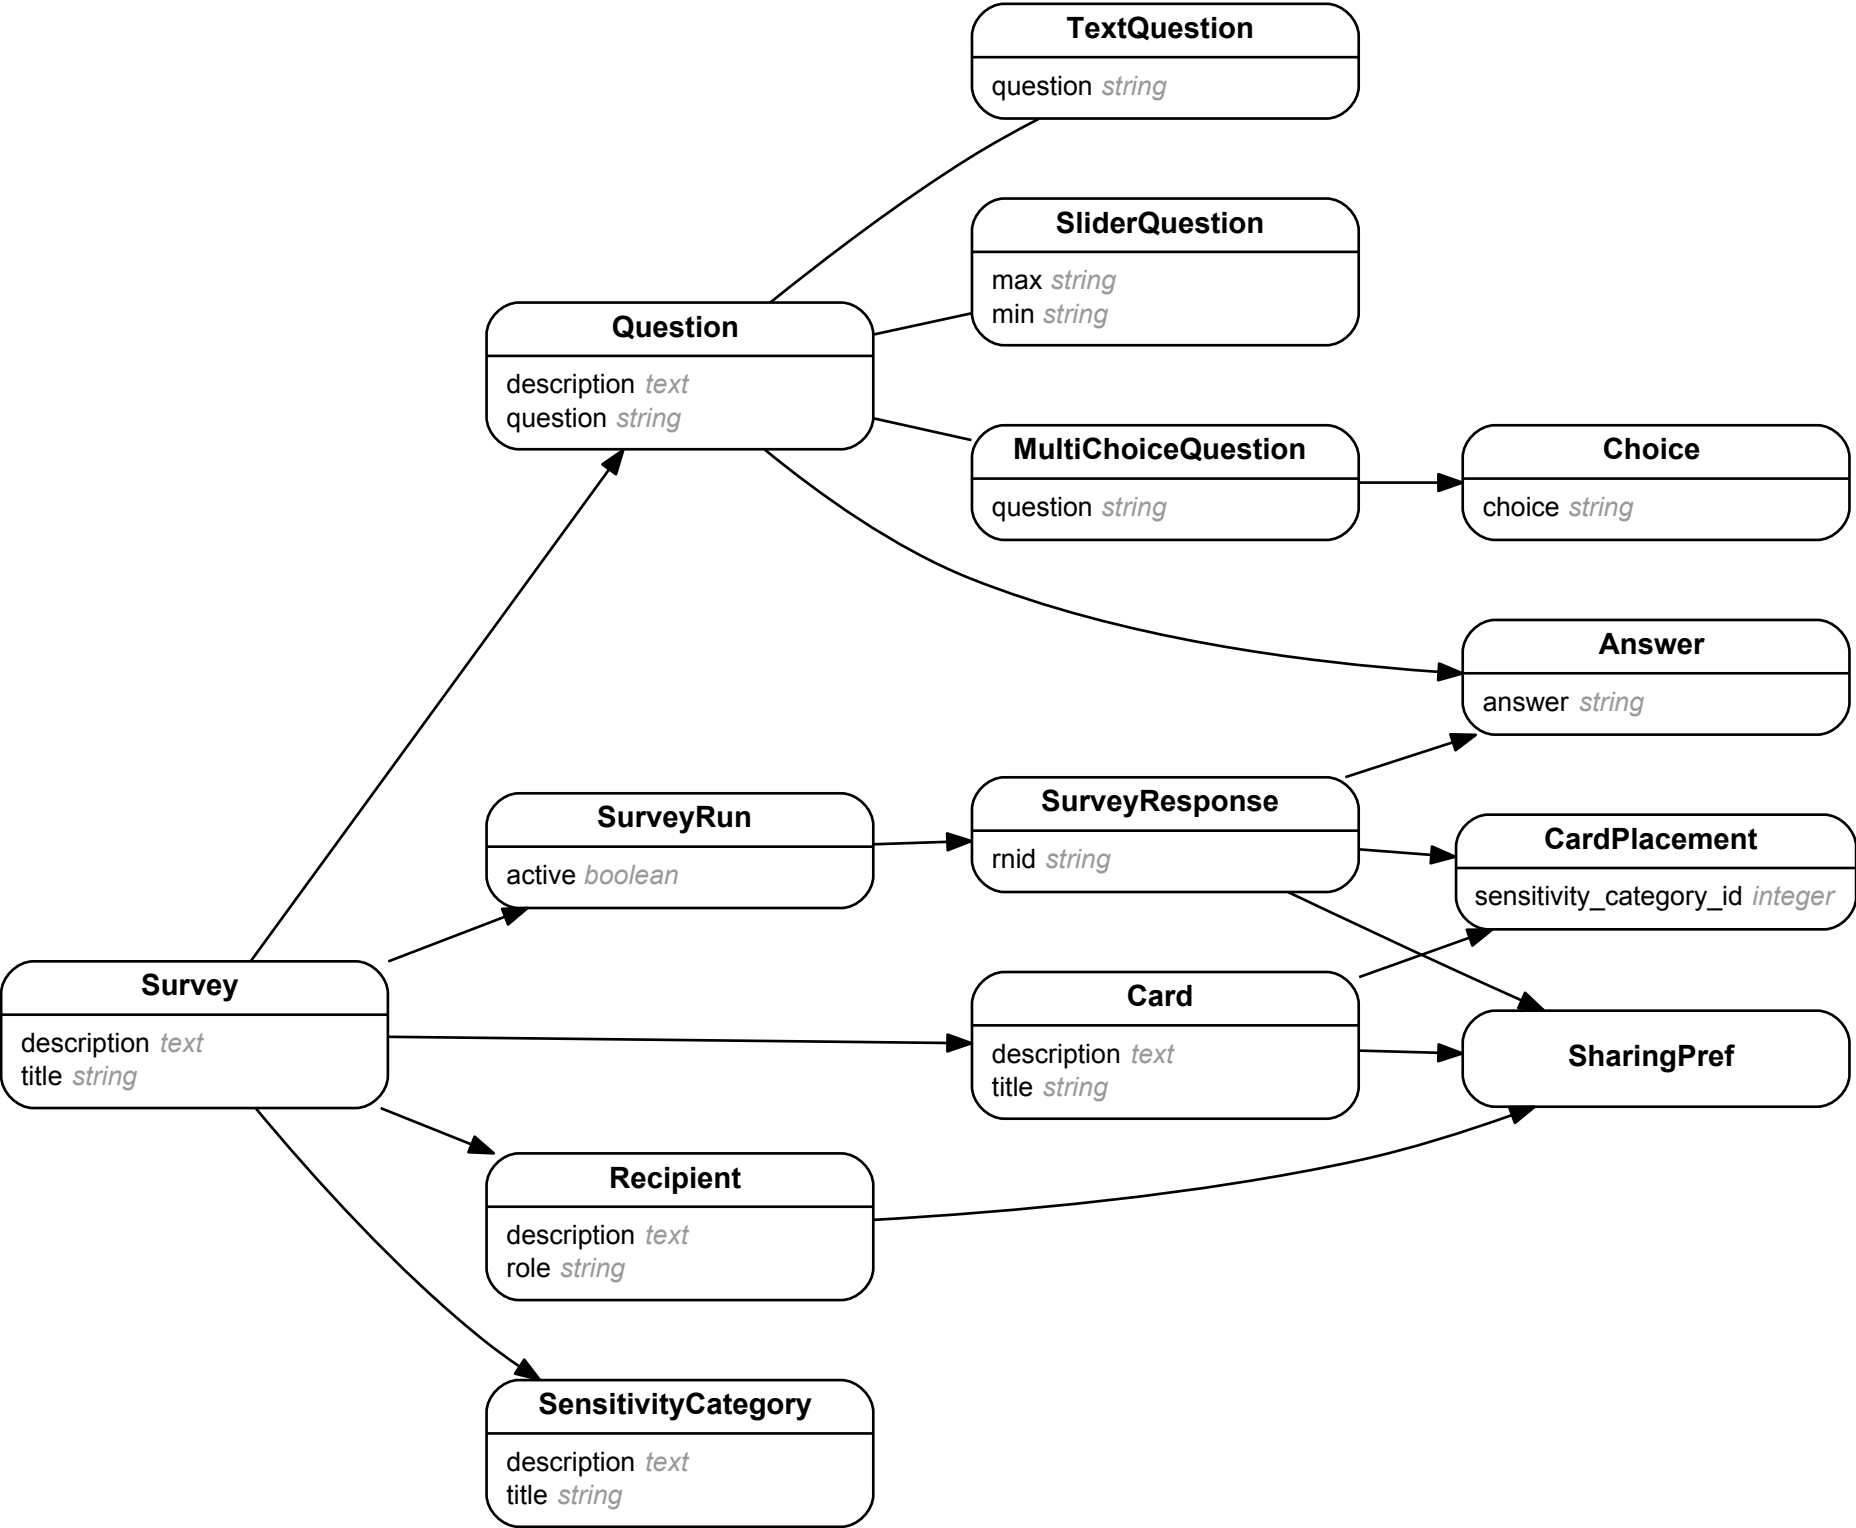 TextQuestion
question string
SliderQuestion
max string
min string
Question
description text
question string
MultiChoiceQuestion
question string
Choice
choice string
Answer
answer string
SurveyRun
active boolean
SurveyResponse
rnid string
CardPlacement
sensitivity_category_id integer
Survey
description text
title string
Card
description text
title string
SharingPref
Recipient
description text
role string
SensitivityCategory
description text
title string